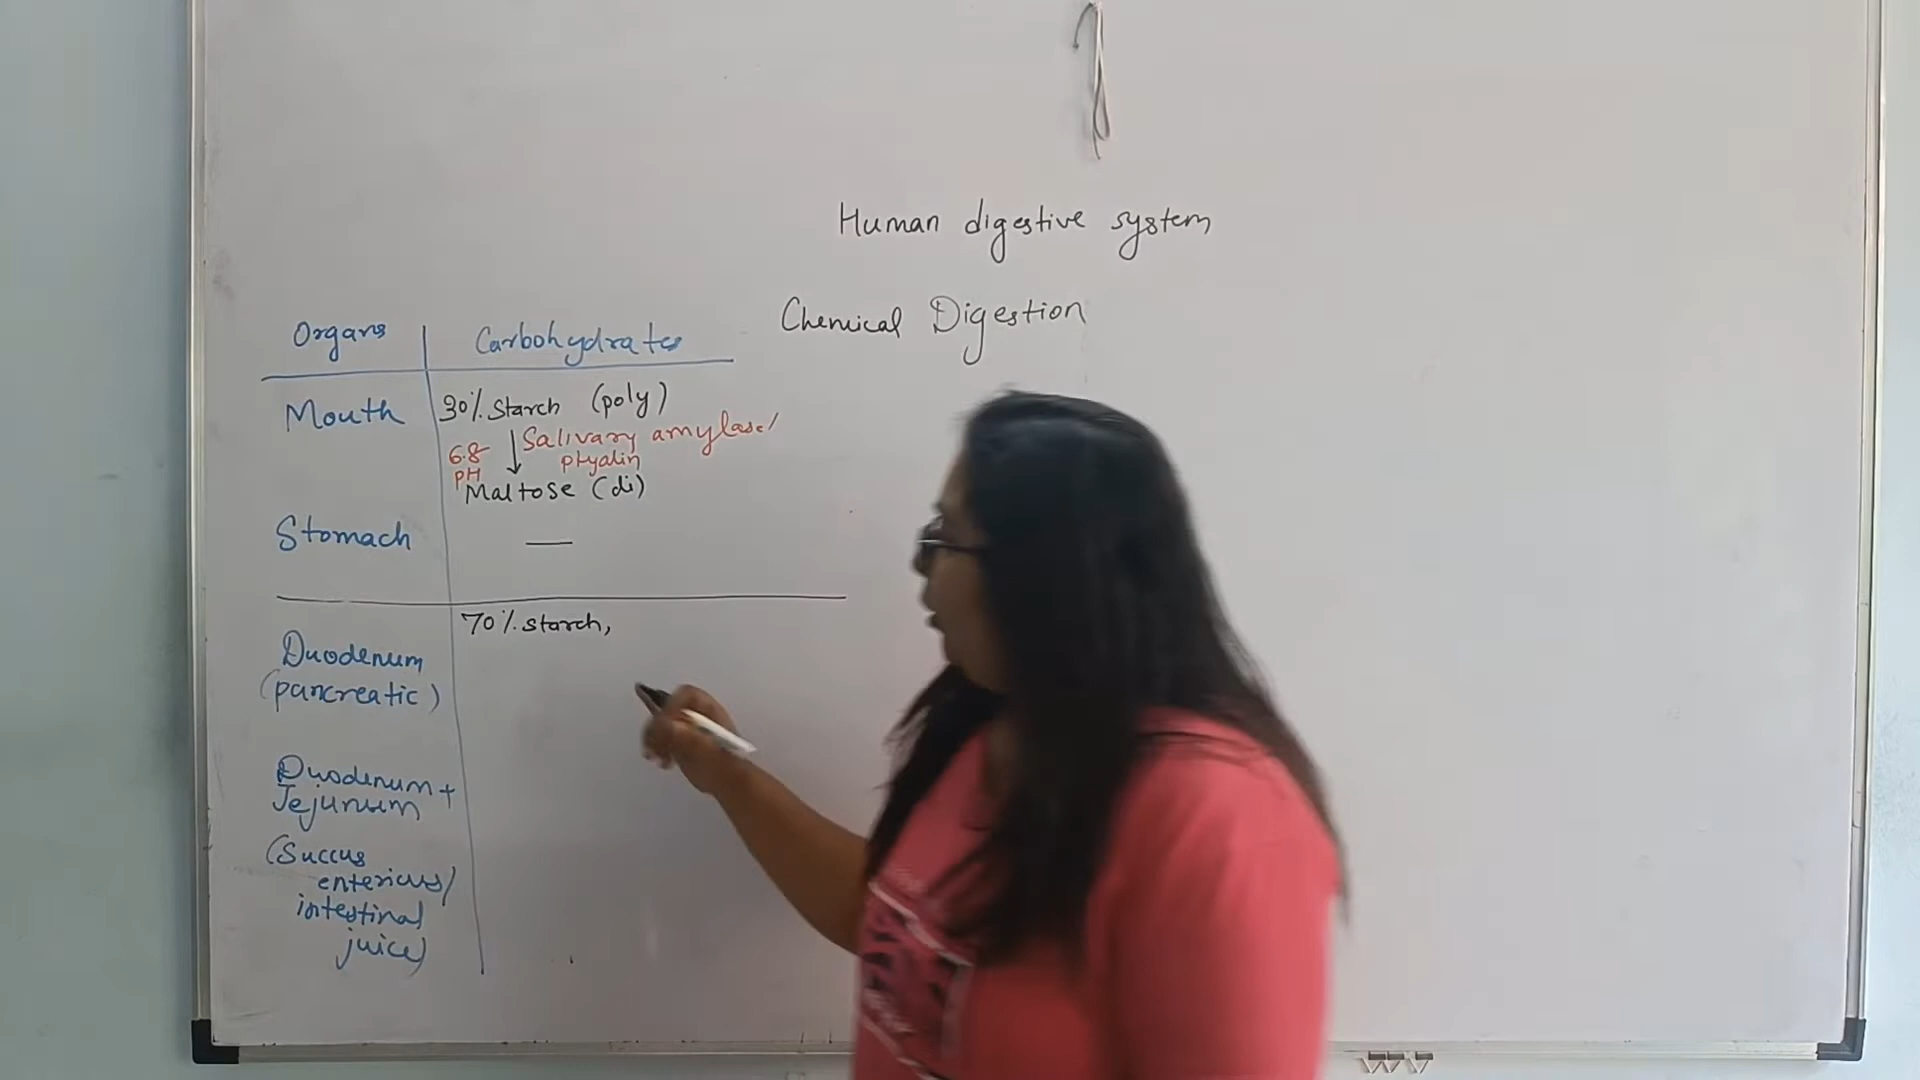 Human digestive system
Chemical Digestion
Organs
Carbohydrates
Mouth
30% Starch (poly)
Salivary amylase/
ptyalin
6.8
pH
Maltose (di)
Stomach
—
70% starch,
Duodenum
(pancreatic)
Duodenum +
Jejunum
(Succus
entericus/
intestinal
juice)